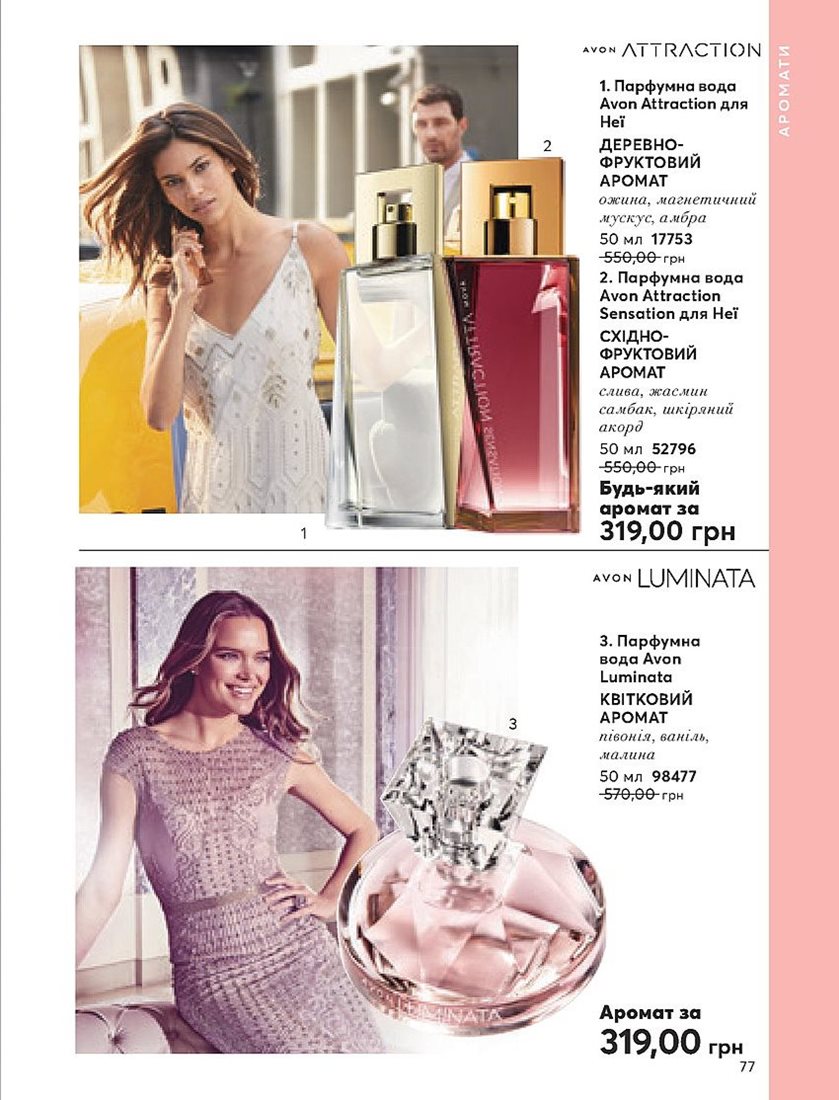 АРОМАТИ
AVON ATTRACTION
1. Парфумна вода
Avon Attraction для
Неї
ДЕРЕВНО-
ФРУКТОВИЙ
АРОМАТ
ожина, магнетичний
мускус, амбра
50 мл 17753
550,00 грн
2. Парфумна вода
Avon Attraction
Sensation для Неї
СХІДНО-
ФРУКТОВИЙ
АРОМАТ
слива, жасмин
самбак, шкіряний
акорд
50 мл 52796
550,00 грн
Будь-який
аромат за
319,00 грн
2
AVON ATTRACTION SENSATION
1
AVON LUMINATA
3. Парфумна
вода Avon
Luminata
КВІТКОВИЙ
АРОМАТ
півонія, ваніль,
малина
50 мл 98477
570,00 грн
3
LUMINATA
Аромат за
319,00 грн
77